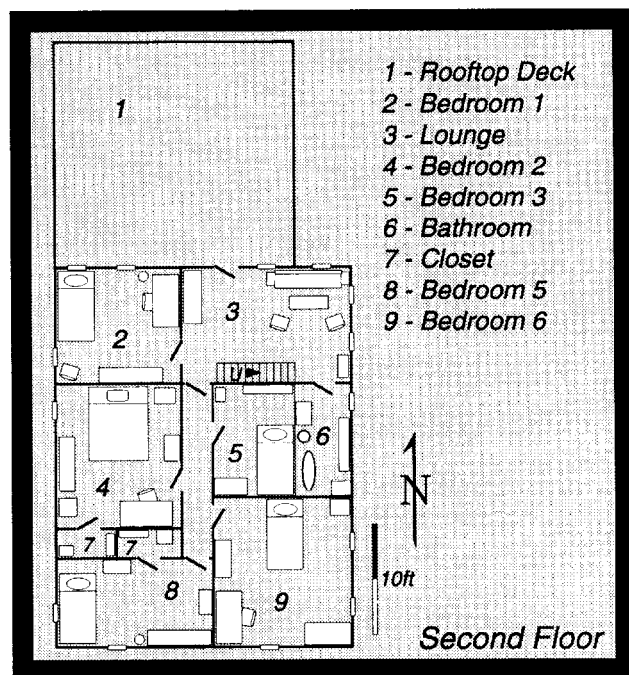 1 - Rooftop Deck
2 - Bedroom 1
3 - Lounge
4 - Bedroom 2
5 - Bedroom 3
6 - Bathroom
7 - Closet
8 - Bedroom 5
9 - Bedroom 6
1
2
3
U
4
5
6
7
7
8
9
N
10ft
Second Floor